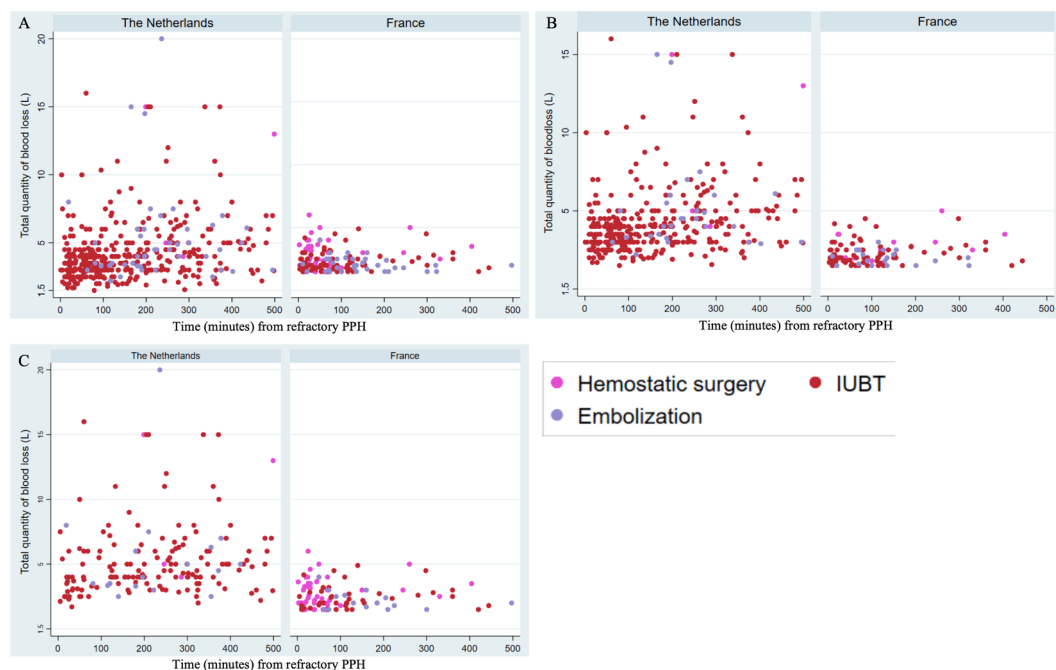 A
The Netherlands
France
Total quantity of blood loss (L)
20
15
10
5
1.5
0 100 200 300 400 500 0 100 200 300 400 500
Time (minutes) from refractory PPH
B
The Netherlands
France
Total quantity of bloodloss (L)
15
10
5
1.5
0 100 200 300 400 500 0 100 200 300 400 500
Time (minutes) from refractory PPH
C
The Netherlands
France
Total quantity of blood loss (L)
20
15
10
5
1.5
0 100 200 300 400 500 0 100 200 300 400 500
Time (minutes) from refractory PPH
Hemostatic surgery IUBT
Embolization